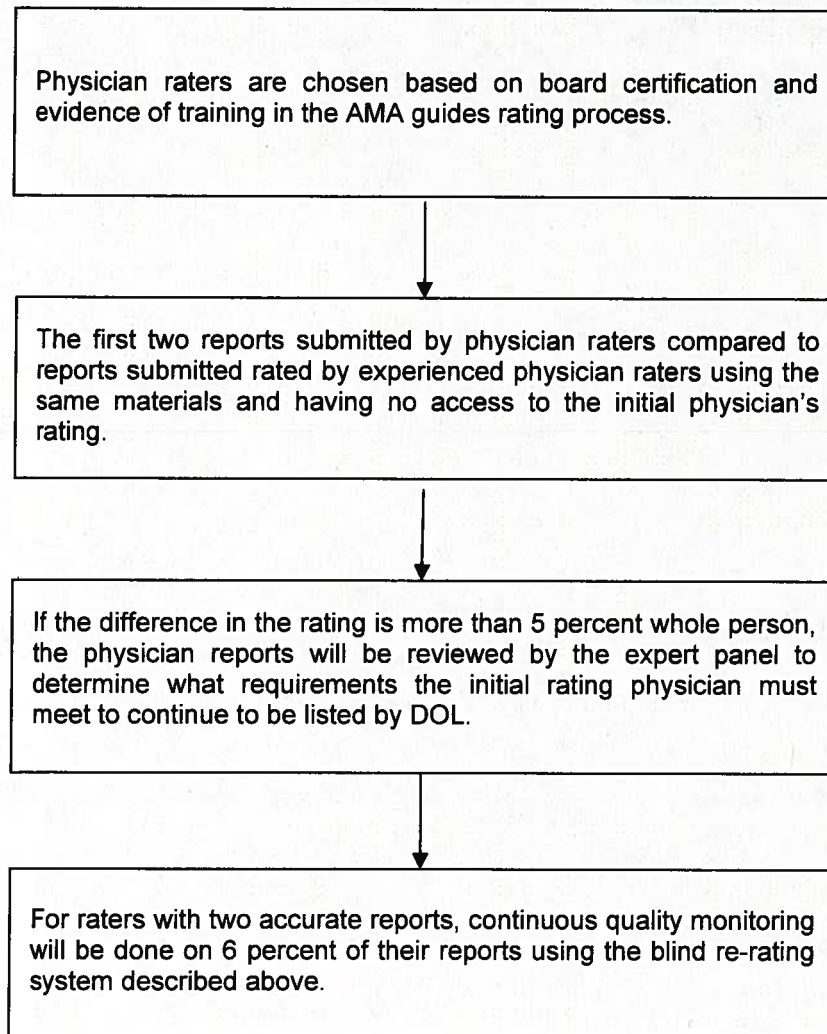 Physician raters are chosen based on board certification and
evidence of training in the AMA guides rating process.
The first two reports submitted by physician raters compared to
reports submitted rated by experienced physician raters using the
same materials and having no access to the initial physician's
rating.
If the difference in the rating is more than 5 percent whole person,
the physician reports will be reviewed by the expert panel to
determine what requirements the initial rating physician must
meet to continue to be listed by DOL.
For raters with two accurate reports, continuous quality monitoring
will be done on 6 percent of their reports using the blind re-rating
system described above.